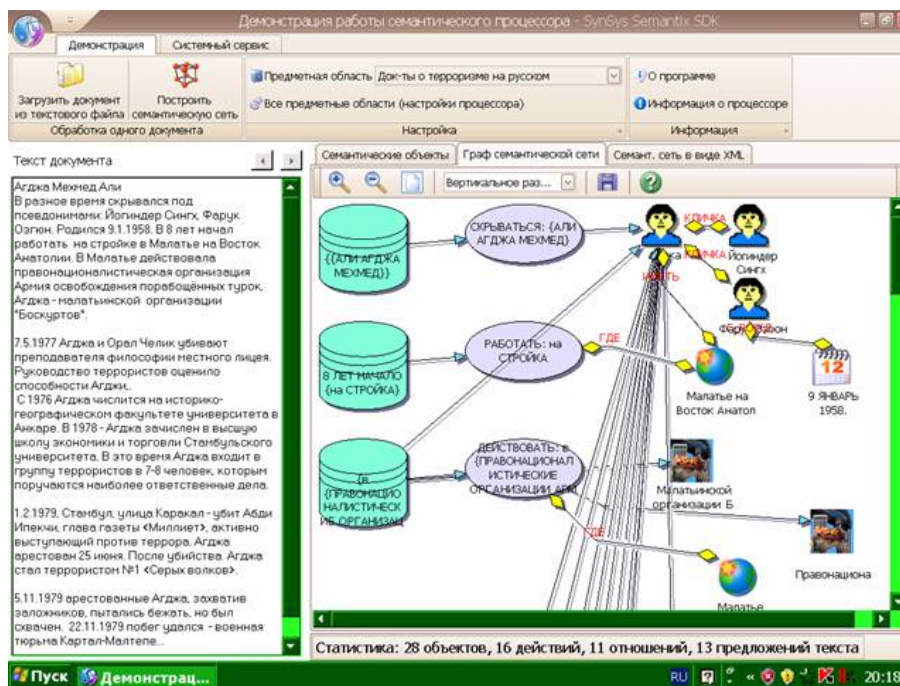 Демонстрация работы семантического процессора - SynSys Semantix SDK
Демонстрация
Системный сервис
Загрузить документ
из текстового файла
Построить
семантическую сеть
Обработка одного документа
Предметная область
Док-ты о терроризме на русском
Все предметные области (настройки процессора)
Настройка
О программе
Информация о процессоре
Информация
Текст документа
Агджа Мехмед Али
В разное время скрывался под
псевдонимами: Йогиндер Сингх, Фарук
Озгюн. Родился 9.1.1958. В 8 лет начал
работать на стройке в Малатье на Восток
Анатолии. В Малатье действовала
правонационалистическая организация
Армия освобождения порабощённых турок,
Агджа - малатьинской организации
"Боскуртов".
7.5.1977 Агджа и Орал Челик убивают
преподавателя философии местного лицея.
Руководство террористов оценило
способности Агджи,.
С 1976 Агджа числится на историко-
географическом факультете университета в
Анкаре. В 1978 - Агджа зачислен в высшую
школу экономики и торговли Стамбульского
университета. В это время Агджа входит в
группу террористов в 7-8 человек, которым
поручаются наиболее ответственные дела.
1.2.1979, Стамбул, улица Каракал - убит Абди
Ипекчи, глава газеты <Миллиет>, активно
выступающий против террора. Агджа
арестован 25 июня. После убийства Агджа
стал террористом №1 <Серых волков>.
5.11.1979 арестованные Агджа, захватив
заложников, пытались бежать, но был
схвачен. 22.11.1979 побег удался - военная
тюрьма Картал-Малтепе...
Семантические объекты
Граф семантической сети
Семант. сеть в виде XML
Вертикальное раз...
{{АЛИ АГДЖА
МЕХМЕД}}
СКРЫВАТЬСЯ: {АЛИ
АГДЖА МЕХМЕД}
КЛИЧКА
Йогиндер
Сингх
КЛИЧКА
8 ЛЕТ НАЧАЛО
{на СТРОЙКА}
РАБОТАТЬ: на
СТРОЙКА
ГДЕ
Малатье на
Восток Анатол
12
9 ЯНВАРЬ
1958.
{в
{ПРАВОНАЦИО
НАЛИСТИЧЕСК
ИЕ ОРГАНИЗАЦ
ДЕЙСТВОВАТЬ: в
{ПРАВОНАЦИОНАЛ
ИСТИЧЕСКИЕ
ОРГАНИЗАЦИИ АРМ
ГДЕ
Малатьинской
организации Б
Правонациона
Малатье
Статистика: 28 объектов, 16 действий, 11 отношений, 13 предложений текста
Пуск
Демонстрац...
RU
20:18